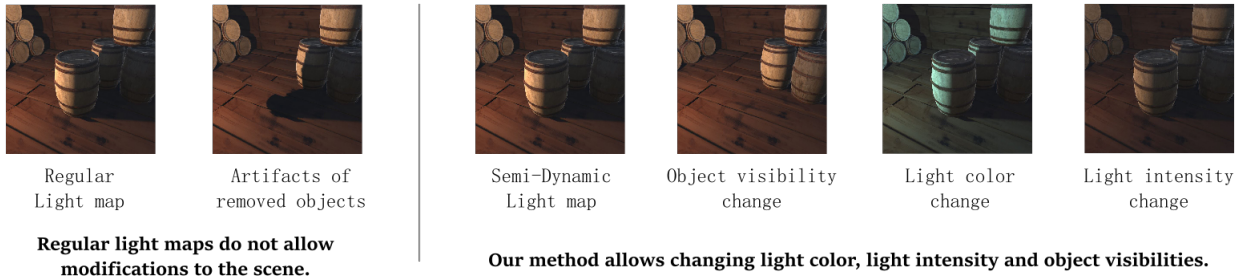 Regular
Light map
Artifacts of
removed objects
Regular light maps do not allow
modifications to the scene.
Semi-Dynamic
Light map
Object visibility
change
Light color
change
Light intensity
change
Our method allows changing light color, light intensity and object visibilities.